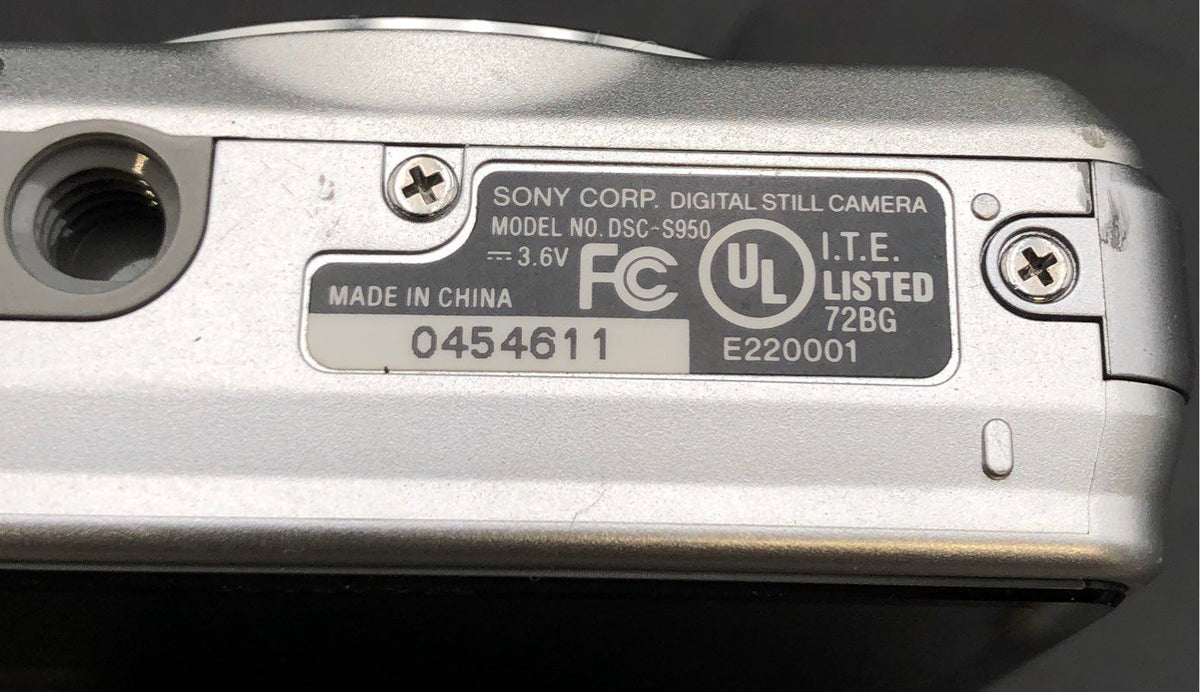 SONY CORP. DIGITAL STILL CAMERA
MODEL NO. DSC-S950
⎓ 3.6V FC UL I.T.E.
LISTED
MADE IN CHINA 72BG
0454611 E220001